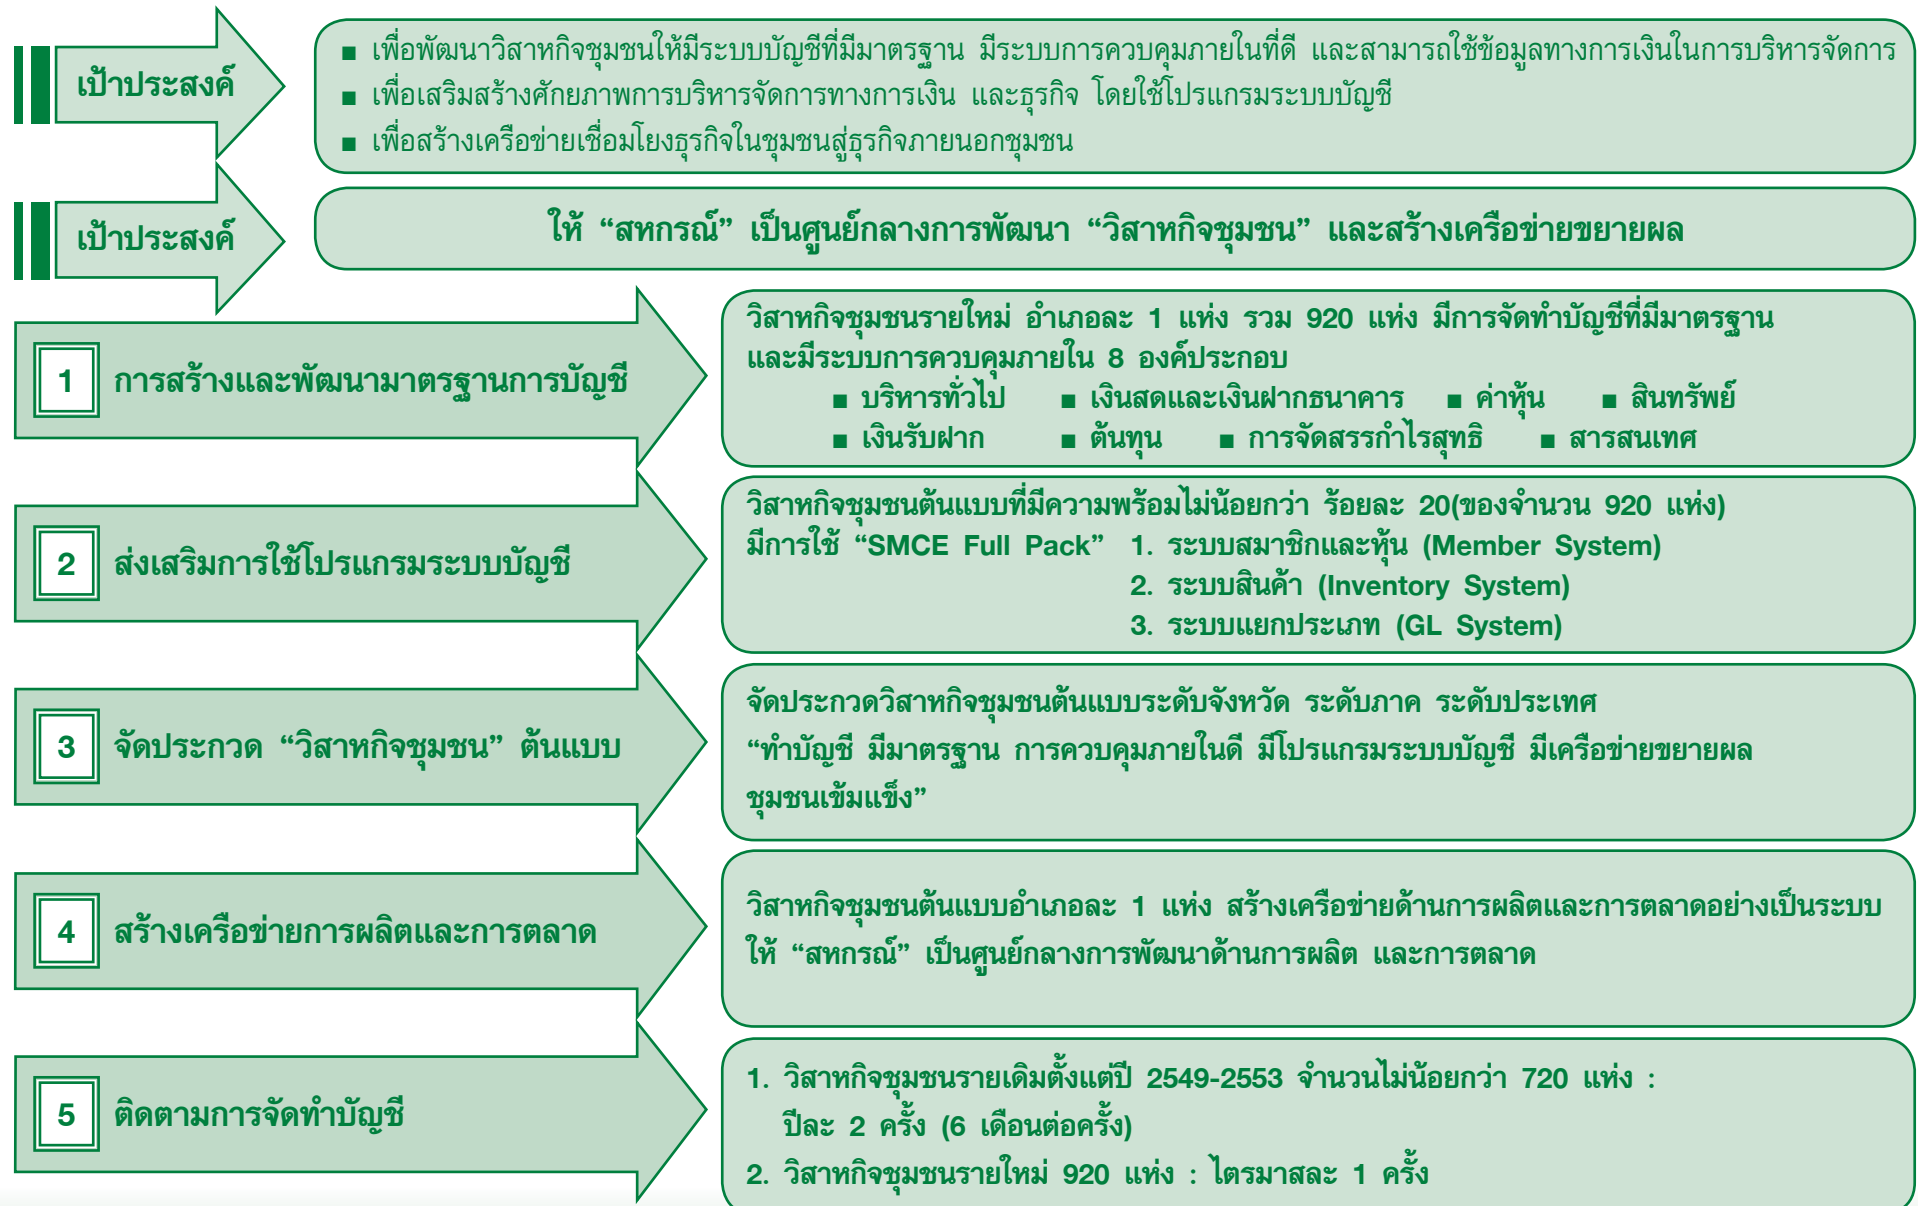 เป้าประสงค์
■ เพื่อพัฒนาวิสาหกิจชุมชนให้มีระบบบัญชีที่มีมาตรฐาน มีระบบการควบคุมภายในที่ดี และสามารถใช้ข้อมูลทางการเงินในการบริหารจัดการ
■ เพื่อเสริมสร้างศักยภาพการบริหารจัดการทางการเงิน และธุรกิจ โดยใช้โปรแกรมระบบบัญชี
■ เพื่อสร้างเครือข่ายเชื่อมโยงธุรกิจในชุมชนสู่ธุรกิจภายนอกชุมชน
เป้าประสงค์
ให้ “สหกรณ์” เป็นศูนย์กลางการพัฒนา “วิสาหกิจชุมชน” และสร้างเครือข่ายขยายผล
1 การสร้างและพัฒนามาตรฐานการบัญชี
วิสาหกิจชุมชนรายใหม่ อำเภอละ 1 แห่ง รวม 920 แห่ง มีการจัดทำบัญชีที่มีมาตรฐาน
และมีระบบการควบคุมภายใน 8 องค์ประกอบ
■ บริหารทั่วไป ■ เงินสดและเงินฝากธนาคาร ■ ค่าหุ้น ■ สินทรัพย์
■ เงินรับฝาก ■ ต้นทุน ■ การจัดสรรกำไรสุทธิ ■ สารสนเทศ
2 ส่งเสริมการใช้โปรแกรมระบบบัญชี
วิสาหกิจชุมชนต้นแบบที่มีความพร้อมไม่น้อยกว่า ร้อยละ 20(ของจำนวน 920 แห่ง)
มีการใช้ “SMCE Full Pack” 1. ระบบสมาชิกและหุ้น (Member System)
2. ระบบสินค้า (Inventory System)
3. ระบบแยกประเภท (GL System)
3 จัดประกวด “วิสาหกิจชุมชน” ต้นแบบ
จัดประกวดวิสาหกิจชุมชนต้นแบบระดับจังหวัด ระดับภาค ระดับประเทศ
“ทำบัญชี มีมาตรฐาน การควบคุมภายในดี มีโปรแกรมระบบบัญชี มีเครือข่ายขยายผล
ชุมชนเข้มแข็ง”
4 สร้างเครือข่ายการผลิตและการตลาด
วิสาหกิจชุมชนต้นแบบอำเภอละ 1 แห่ง สร้างเครือข่ายด้านการผลิตและการตลาดอย่างเป็นระบบ
ให้ “สหกรณ์” เป็นศูนย์กลางการพัฒนาด้านการผลิต และการตลาด
5 ติดตามการจัดทำบัญชี
1. วิสาหกิจชุมชนรายเดิมตั้งแต่ปี 2549-2553 จำนวนไม่น้อยกว่า 720 แห่ง :
ปีละ 2 ครั้ง (6 เดือนต่อครั้ง)
2. วิสาหกิจชุมชนรายใหม่ 920 แห่ง : ไตรมาสละ 1 ครั้ง